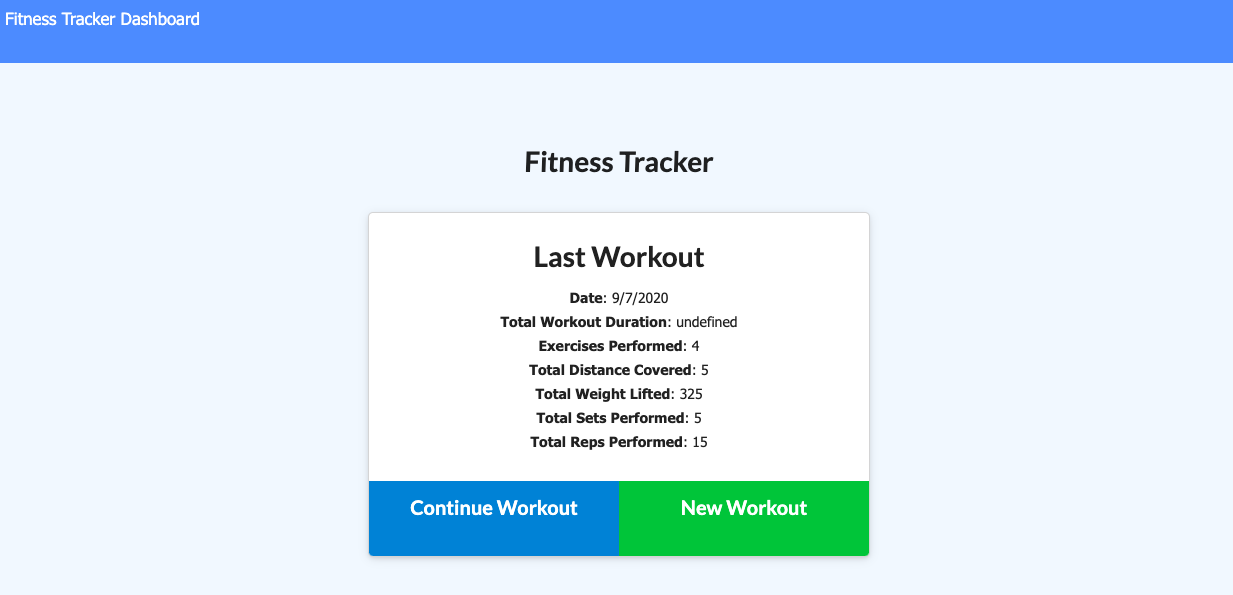 Fitness Tracker Dashboard
Fitness Tracker
Last Workout
Date: 9/7/2020
Total Workout Duration: undefined
Exercises Performed: 4
Total Distance Covered: 5
Total Weight Lifted: 325
Total Sets Performed: 5
Total Reps Performed: 15
Continue Workout New Workout